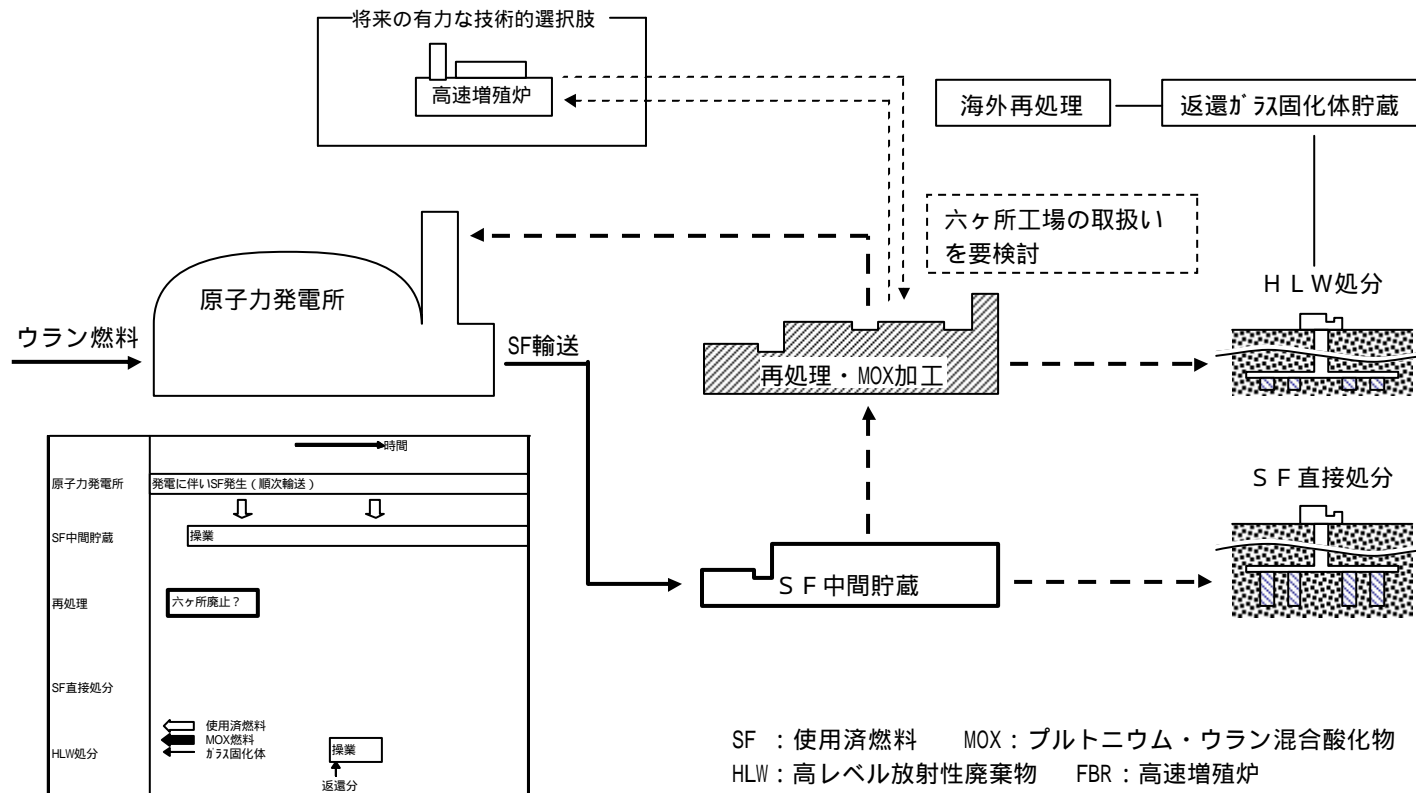 将来の有力な技術的選択肢
高速増殖炉
海外再処理
返還ガラス固化体貯蔵
六ヶ所工場の取扱い
を要検討
HLW処分
原子力発電所
ウラン燃料
SF輸送
再処理・MOX加工
SF直接処分
SF中間貯蔵
時間
原子力発電所
発電に伴いSF発生(順次輸送)
SF中間貯蔵
操業
再処理
六ヶ所廃止?
SF直接処分
使用済燃料
MOX燃料
ガラス固化体
HLW処分
操業
返還分
SF :使用済燃料 MOX:プルトニウム・ウラン混合酸化物
HLW:高レベル放射性廃棄物 FBR:高速増殖炉